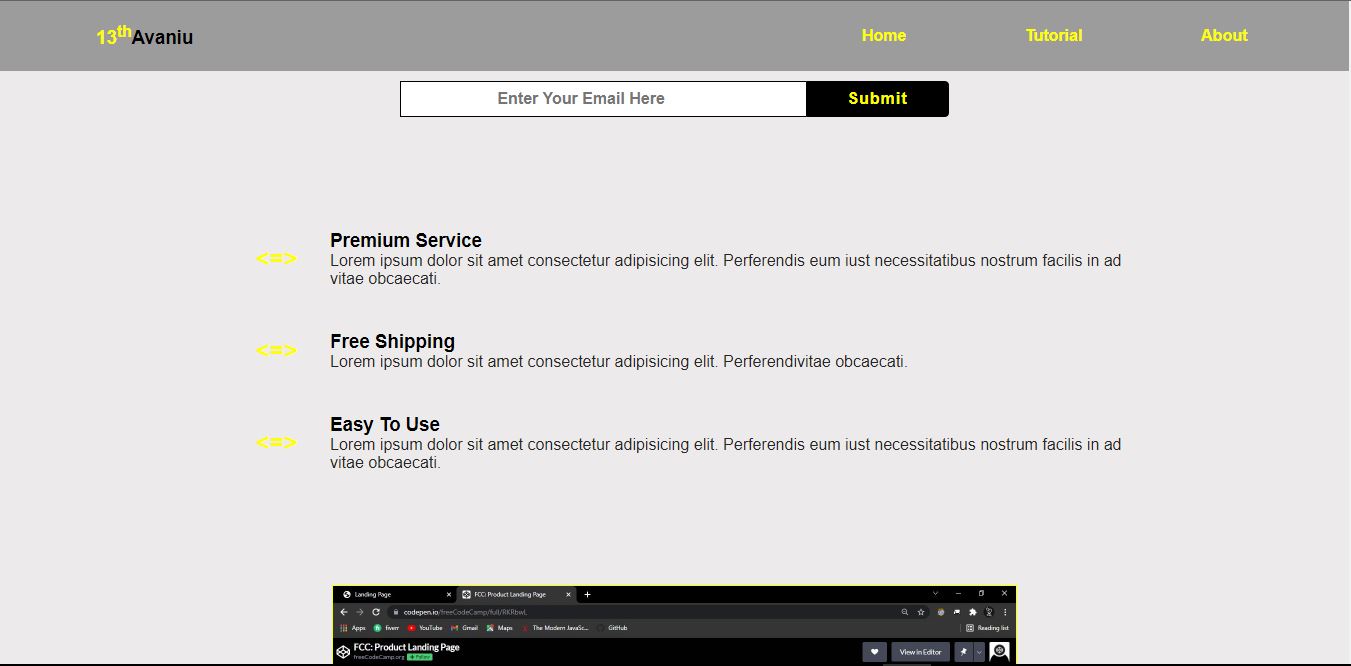 13thAvaniu Home Tutorial About
Enter Your Email Here Submit
Premium Service
<=> Lorem ipsum dolor sit amet consectetur adipisicing elit. Perferendis eum iust necessitatibus nostrum facilis in ad
vitae obcaecati.
Free Shipping
<=> Lorem ipsum dolor sit amet consectetur adipisicing elit. Perferendivitae obcaecati.
Easy To Use
<=> Lorem ipsum dolor sit amet consectetur adipisicing elit. Perferendis eum iust necessitatibus nostrum facilis in ad
vitae obcaecati.
Landing Page FCC: Product Landing Page
codepen.io/freeCodeCamp/full/RKRbwL
Apps fiverr YouTube Gmail Maps The Modern JavaSc... GitHub Reading list
FCC: Product Landing Page View in Editor
freeCodeCamp.org + Follow